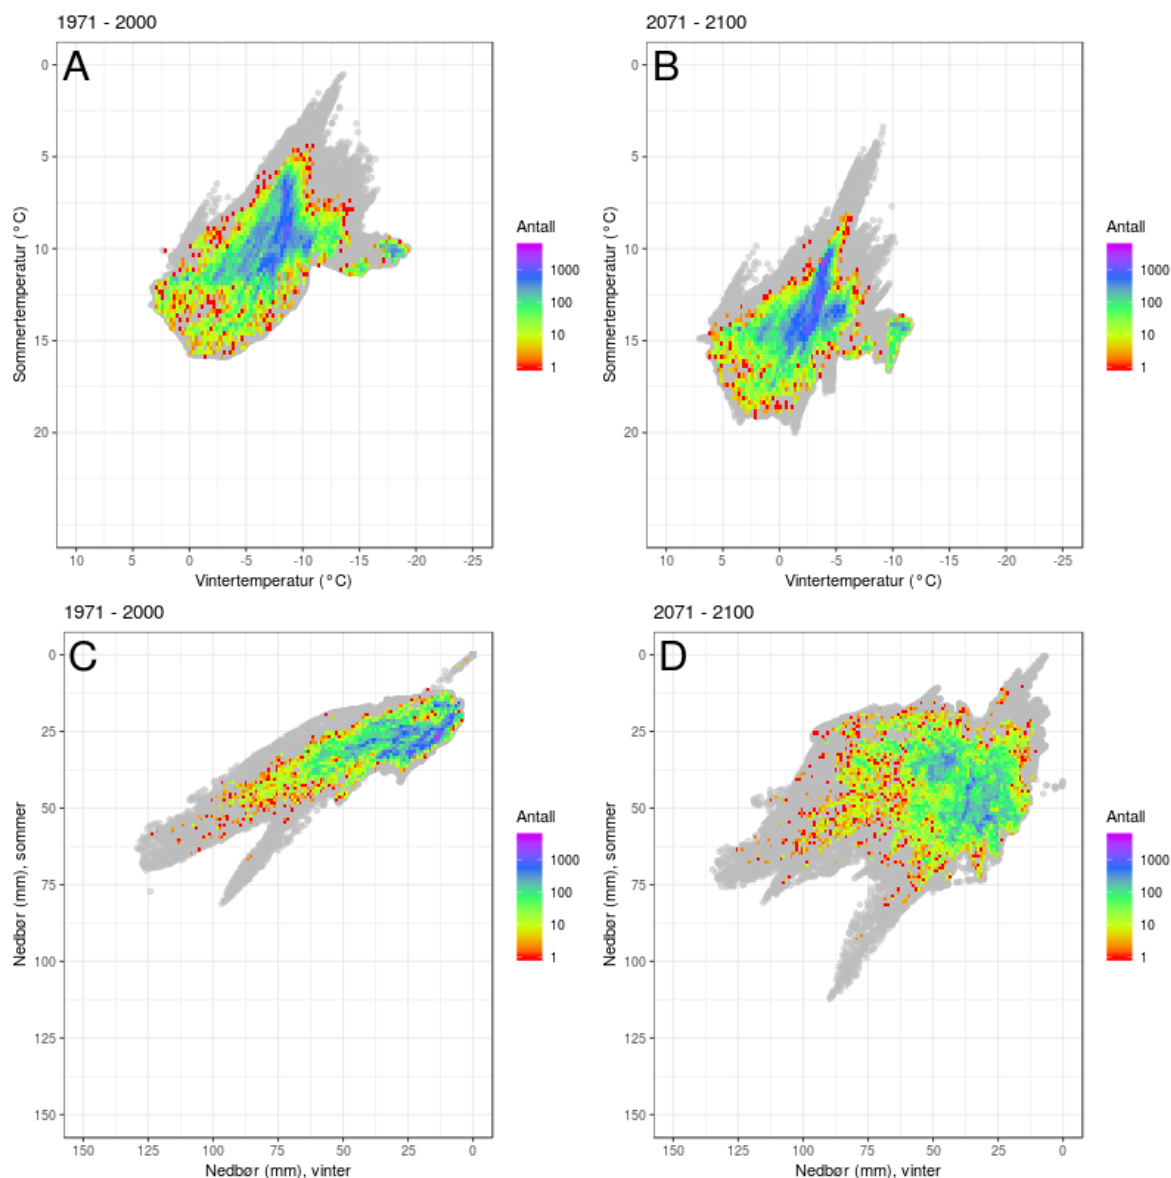 1971 - 2000
A
0
5
10
15
20
Sommertemperatur (°C)
10 5 0 -5 -10 -15 -20 -25
Vintertemperatur (°C)
Antall
1000
100
10
1
2071 - 2100
B
0
5
10
15
20
Sommertemperatur (°C)
10 5 0 -5 -10 -15 -20 -25
Vintertemperatur (°C)
Antall
1000
100
10
1
1971 - 2000
C
0
25
50
75
100
125
150
Nedbør (mm), sommer
150 125 100 75 50 25 0
Nedbør (mm), vinter
Antall
1000
100
10
1
2071 - 2100
D
0
25
50
75
100
125
150
Nedbør (mm), sommer
150 125 100 75 50 25 0
Nedbør (mm), vinter
Antall
1000
100
10
1